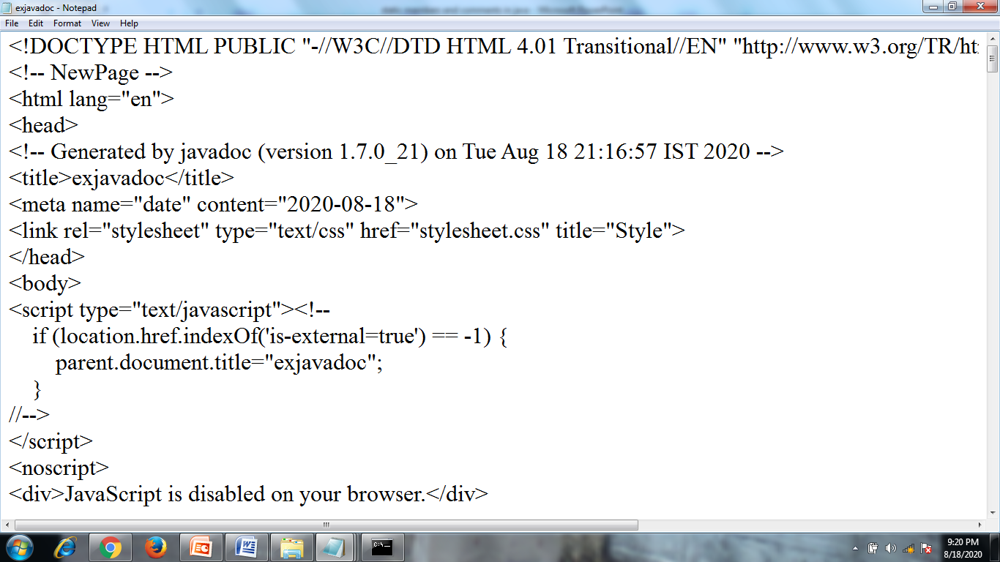 exjavadoc - Notepad
File Edit Format View Help
<!DOCTYPE HTML PUBLIC "-//W3C//DTD HTML 4.01 Transitional//EN" "http://www.w3.org/TR/htm
<!-- NewPage -->
<html lang="en">
<head>
<!-- Generated by javadoc (version 1.7.0_21) on Tue Aug 18 21:16:57 IST 2020 -->
<title>exjavadoc</title>
<meta name="date" content="2020-08-18">
<link rel="stylesheet" type="text/css" href="stylesheet.css" title="Style">
</head>
<body>
<script type="text/javascript"><!--
    if (location.href.indexOf('is-external=true') == -1) {
        parent.document.title="exjavadoc";
    }
//-->
</script>
<noscript>
<div>JavaScript is disabled on your browser.</div>
9:20 PM
8/18/2020